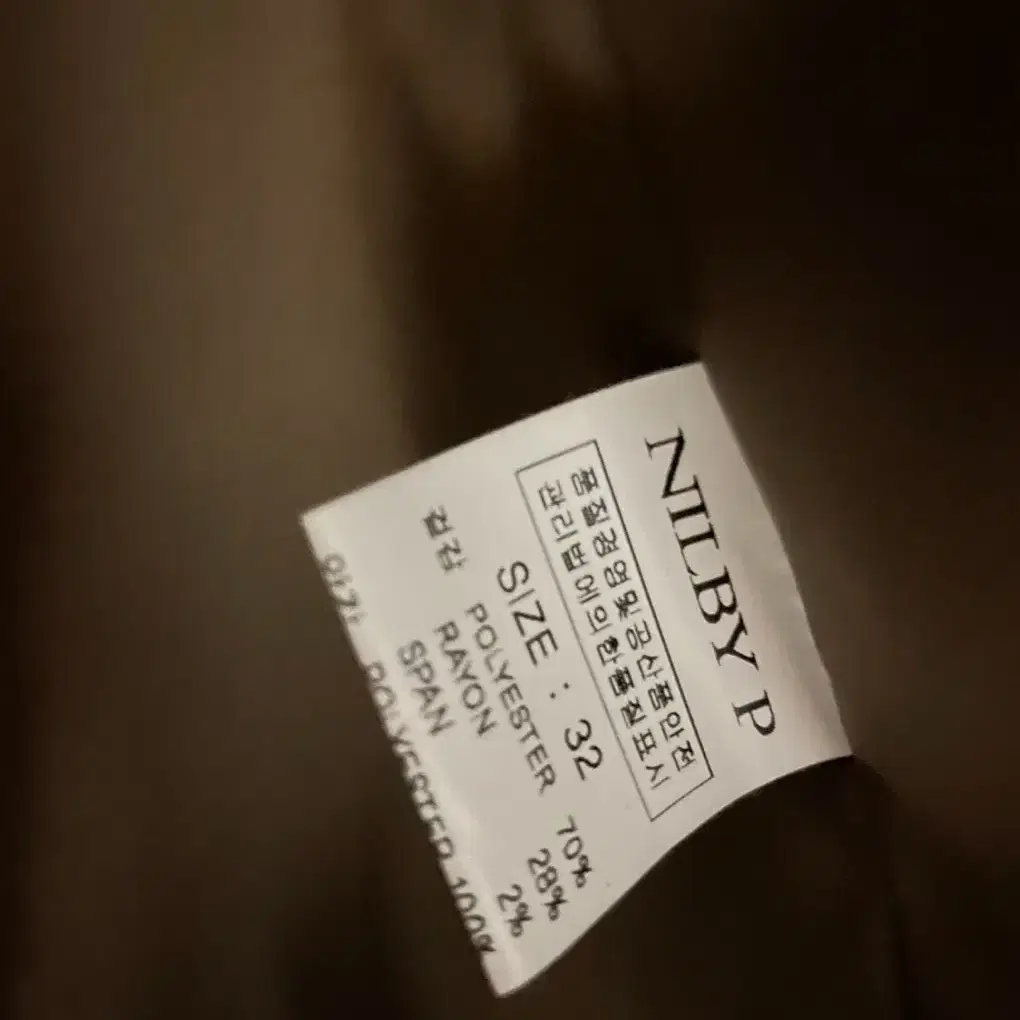 NILBY P
품질경영및공산품안전
관리법에의한품질표시
SIZE : 32
겉감 POLYESTER 70%
RAYON 28%
SPAN 2%
안감 POLYESTER 100%